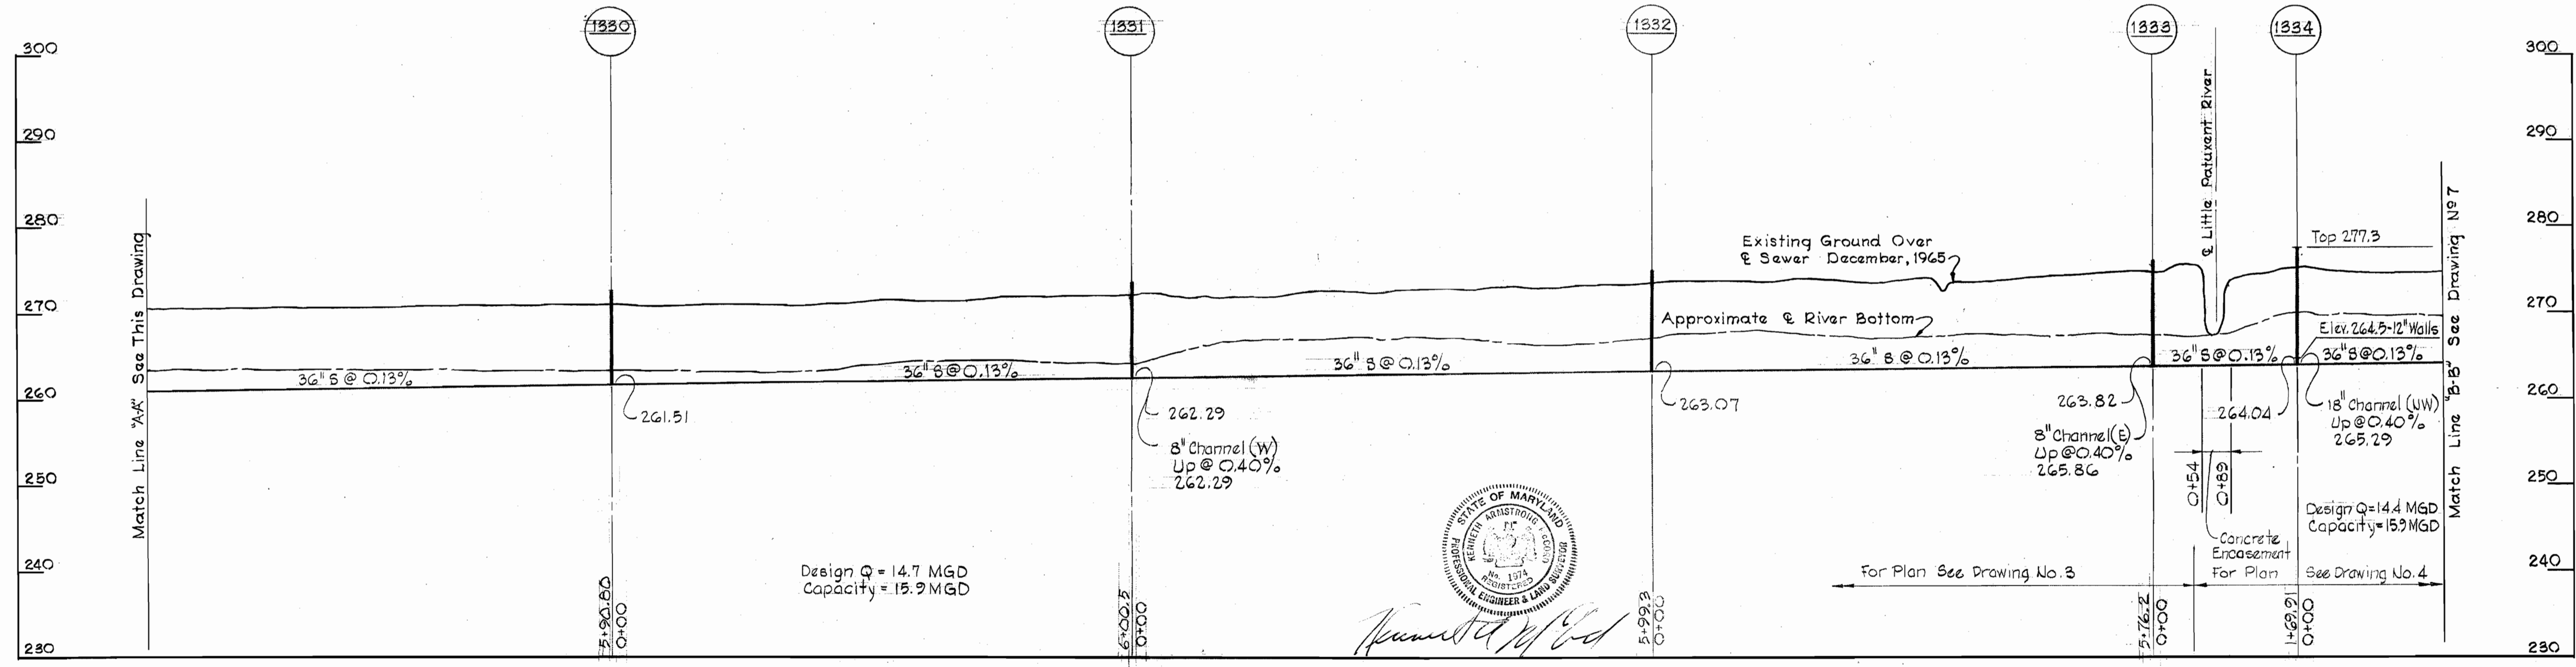 1330
1331
1332
1333
1334
300
290
280
270
260
250
240
230
300
290
280
270
260
250
240
230
Match Line "A-A" See This Drawing
36" S @ 0.13%
261.51
36" S @ 0.13%
262.29
8" Channel (W)
Up @ 0.40%
262.29
36" S @ 0.13%
263.07
Existing Ground Over
℄ Sewer December, 1965
Approximate ℄ River Bottom
36" S @ 0.13%
263.82
8" Channel (E)
Up @ 0.40%
265.86
℄ Little Patuxent River
36" S @ 0.13%
264.04
Top 277.3
Elev. 264.5-12" Walls
36" S @ 0.13%
18" Channel (NW)
Up @ 0.40%
265.29
Match Line "B-B" See Drawing Nº 7
0+54
0+89
Concrete
Encasement
Design Q = 14.4 MGD
Capacity = 15.9 MGD
Design Q = 14.7 MGD
Capacity = 15.9 MGD
For Plan See Drawing No. 3
For Plan See Drawing No. 4
STATE OF MARYLAND
KENNETH ARMSTRONG
No. 1974
REGISTERED
PROFESSIONAL ENGINEER & LAND SURVEYOR
5+90.80
0+00
6+00.5
0+00
5+99.3
0+00
5+76.2
0+00
1+69.91
0+00